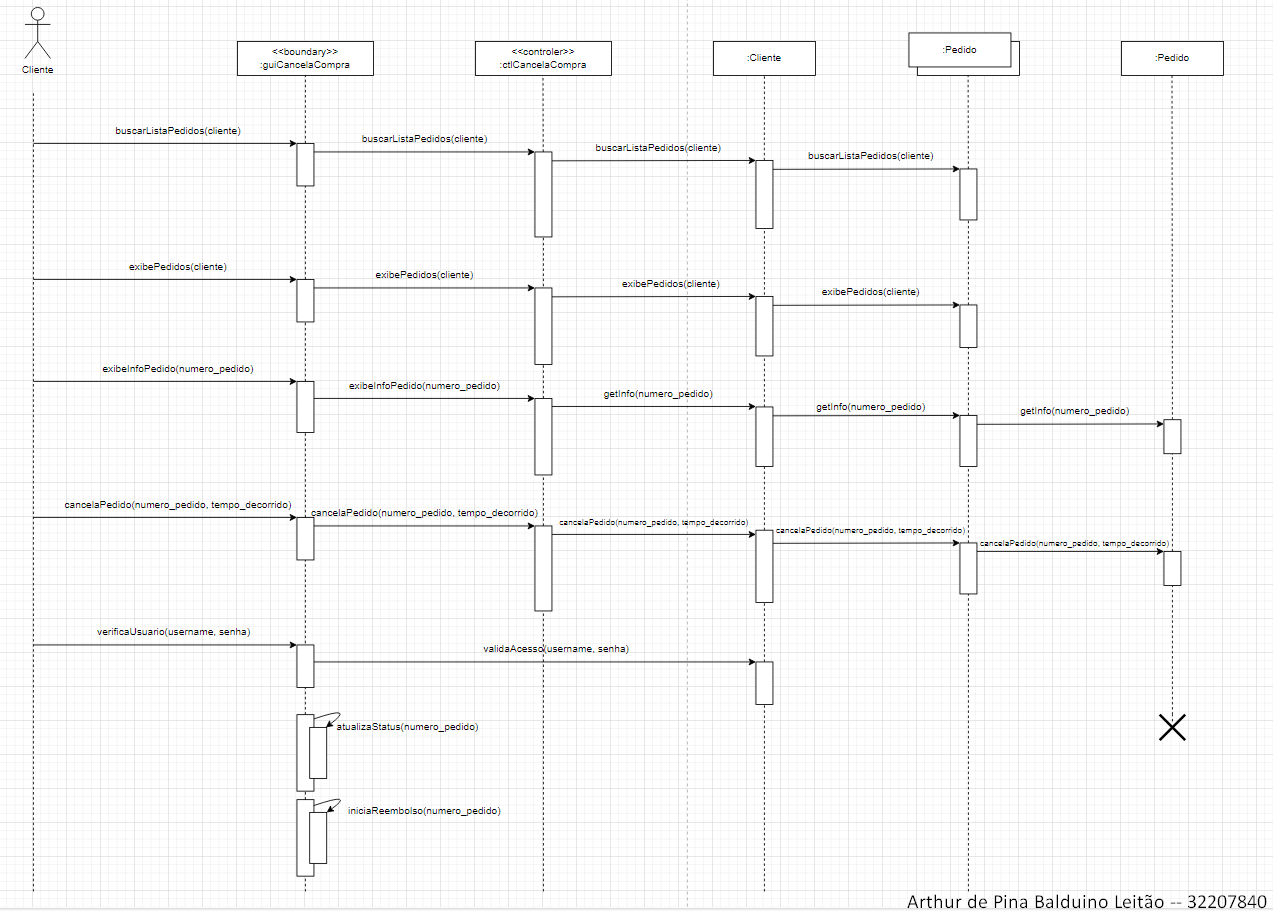 Cliente
<<boundary>>
:guiCancelaCompra
<<controler>>
:ctlCancelaCompra
:Cliente
:Pedido
:Pedido
buscarListaPedidos(cliente)
buscarListaPedidos(cliente)
buscarListaPedidos(cliente)
buscarListaPedidos(cliente)
exibePedidos(cliente)
exibePedidos(cliente)
exibePedidos(cliente)
exibePedidos(cliente)
exibeInfoPedido(numero_pedido)
exibeInfoPedido(numero_pedido)
getInfo(numero_pedido)
getInfo(numero_pedido)
getInfo(numero_pedido)
cancelaPedido(numero_pedido, tempo_decorrido)
cancelaPedido(numero_pedido, tempo_decorrido)
cancelaPedido(numero_pedido, tempo_decorrido)
cancelaPedido(numero_pedido, tempo_decorrido)
cancelaPedido(numero_pedido, tempo_decorrido)
verificaUsuario(username, senha)
validaAcesso(username, senha)
atualizaStatus(numero_pedido)
iniciaReembolso(numero_pedido)
Arthur de Pina Balduino Leitão -- 32207840